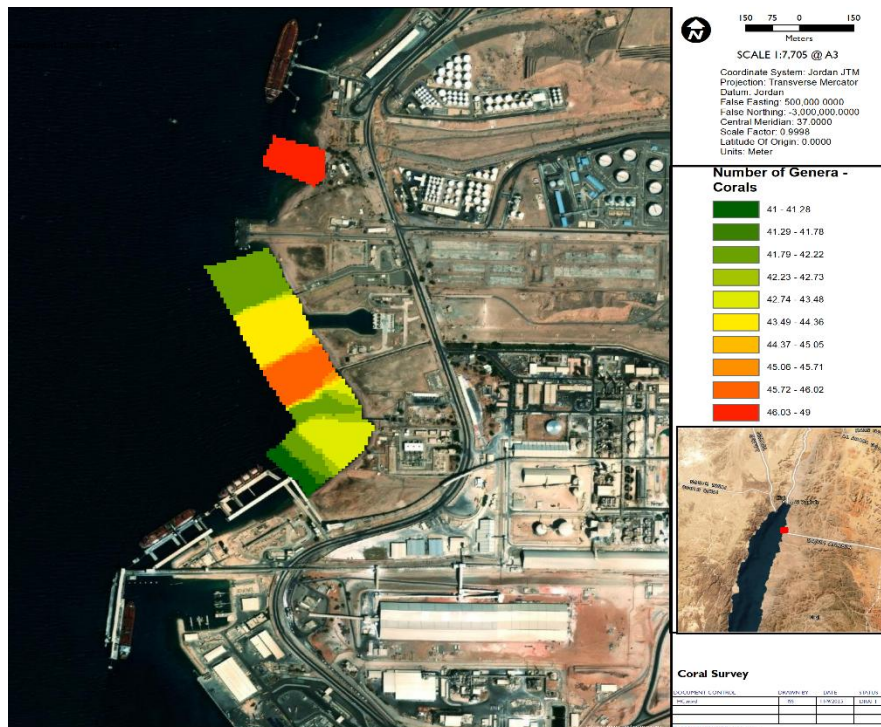 150 75 0 150
Meters
SCALE 1:7,705 @ A3
Coordinate System: Jordan JTM
Projection: Transverse Mercator
Datum: Jordan
False Easting: 500,000.0000
False Northing: -3,000,000.0000
Central Meridian: 37.0000
Scale Factor: 0.9998
Latitude Of Origin: 0.0000
Units: Meter
Number of Genera -
Corals
41 - 41.28
41.29 - 41.78
41.79 - 42.22
42.23 - 42.73
42.74 - 43.48
43.49 - 44.36
44.37 - 45.05
45.06 - 45.71
45.72 - 46.02
46.03 - 49
Coral Survey
DOCUMENT CONTROL DRAWN BY DATE STATUS